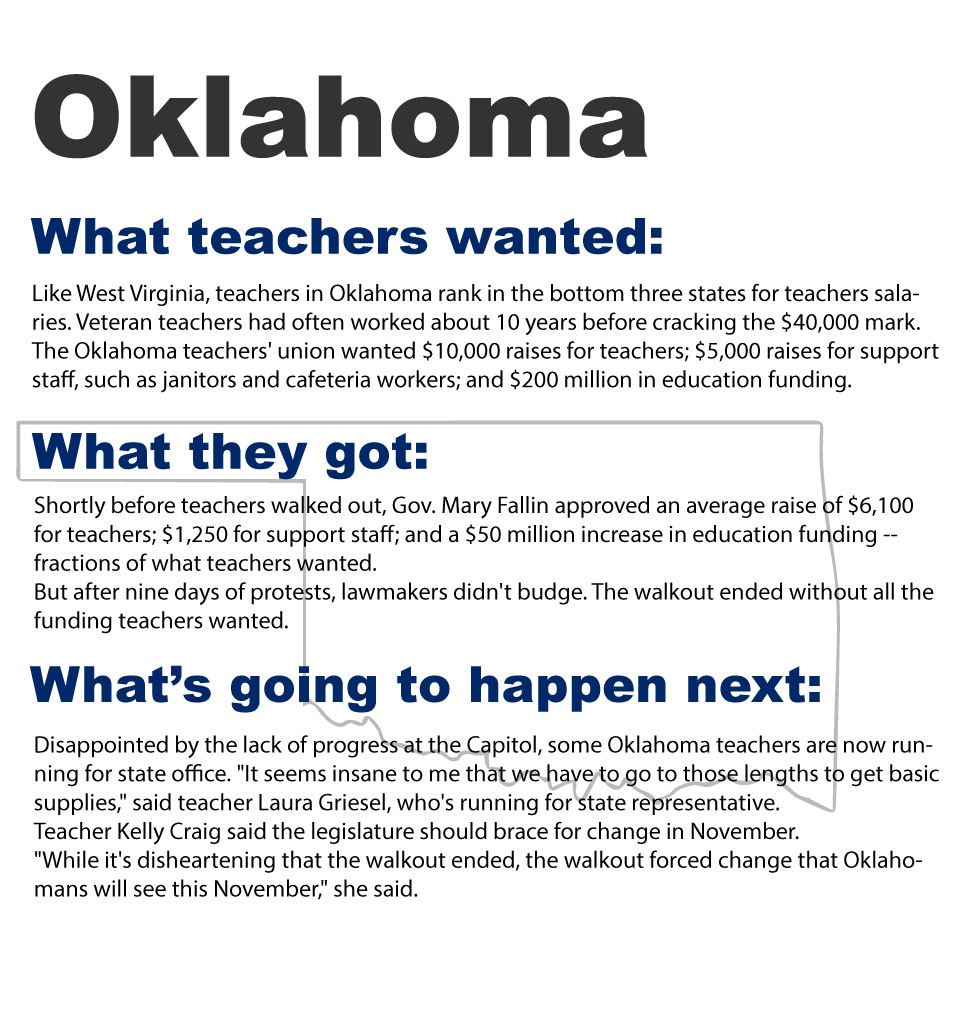 Oklahoma
What teachers wanted:
Like West Virginia, teachers in Oklahoma rank in the bottom three states for teachers sala-
ries. Veteran teachers had often worked about 10 years before cracking the $40,000 mark.
The Oklahoma teachers' union wanted $10,000 raises for teachers; $5,000 raises for support
staff, such as janitors and cafeteria workers; and $200 million in education funding.
What they got:
Shortly before teachers walked out, Gov. Mary Fallin approved an average raise of $6,100
for teachers; $1,250 for support staff; and a $50 million increase in education funding --
fractions of what teachers wanted.
But after nine days of protests, lawmakers didn't budge. The walkout ended without all the
funding teachers wanted.
What’s going to happen next:
Disappointed by the lack of progress at the Capitol, some Oklahoma teachers are now run-
ning for state office. "It seems insane to me that we have to go to those lengths to get basic
supplies," said teacher Laura Griesel, who's running for state representative.
Teacher Kelly Craig said the legislature should brace for change in November.
"While it's disheartening that the walkout ended, the walkout forced change that Oklaho-
mans will see this November," she said.